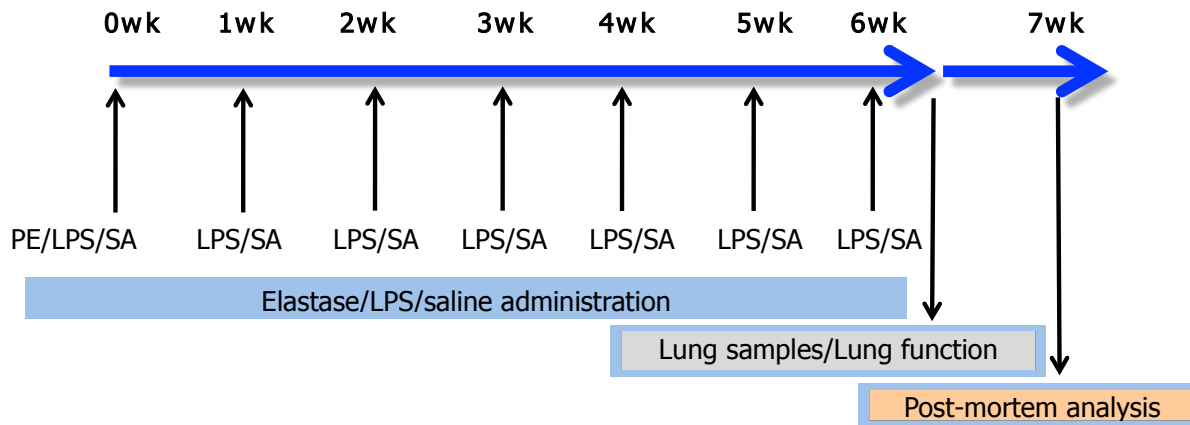 0wk 1wk 2wk 3wk 4wk 5wk 6wk 7wk
PE/LPS/SA LPS/SA LPS/SA LPS/SA LPS/SA LPS/SA LPS/SA
Elastase/LPS/saline administration
Lung samples/Lung function
Post-mortem analysis